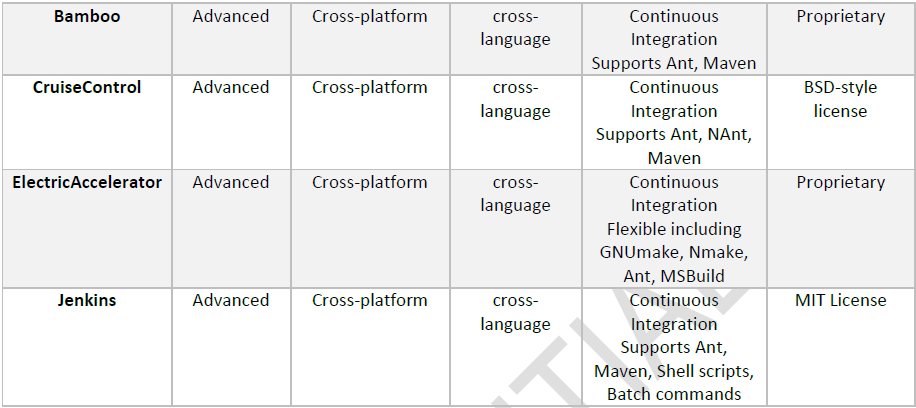 Bamboo Advanced Cross-platform cross- Continuous Proprietary
language Integration
Supports Ant, Maven
CruiseControl Advanced Cross-platform cross- Continuous BSD-style
language Integration license
Supports Ant, NAnt,
Maven
ElectricAccelerator Advanced Cross-platform cross- Continuous Proprietary
language Integration
Flexible including
GNUmake, Nmake,
Ant, MSBuild
Jenkins Advanced Cross-platform cross- Continuous MIT License
language Integration
Supports Ant,
Maven, Shell scripts,
Batch commands